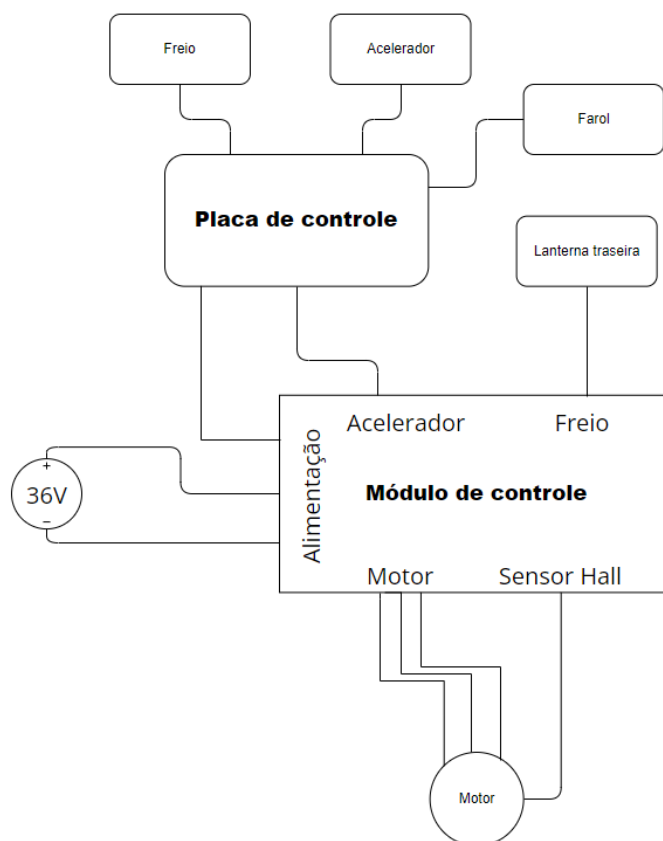 Freio
Acelerador
Farol
Placa de controle
Lanterna traseira
Acelerador
Freio
Alimentação
+
36V
−
Módulo de controle
Motor
Sensor Hall
Motor